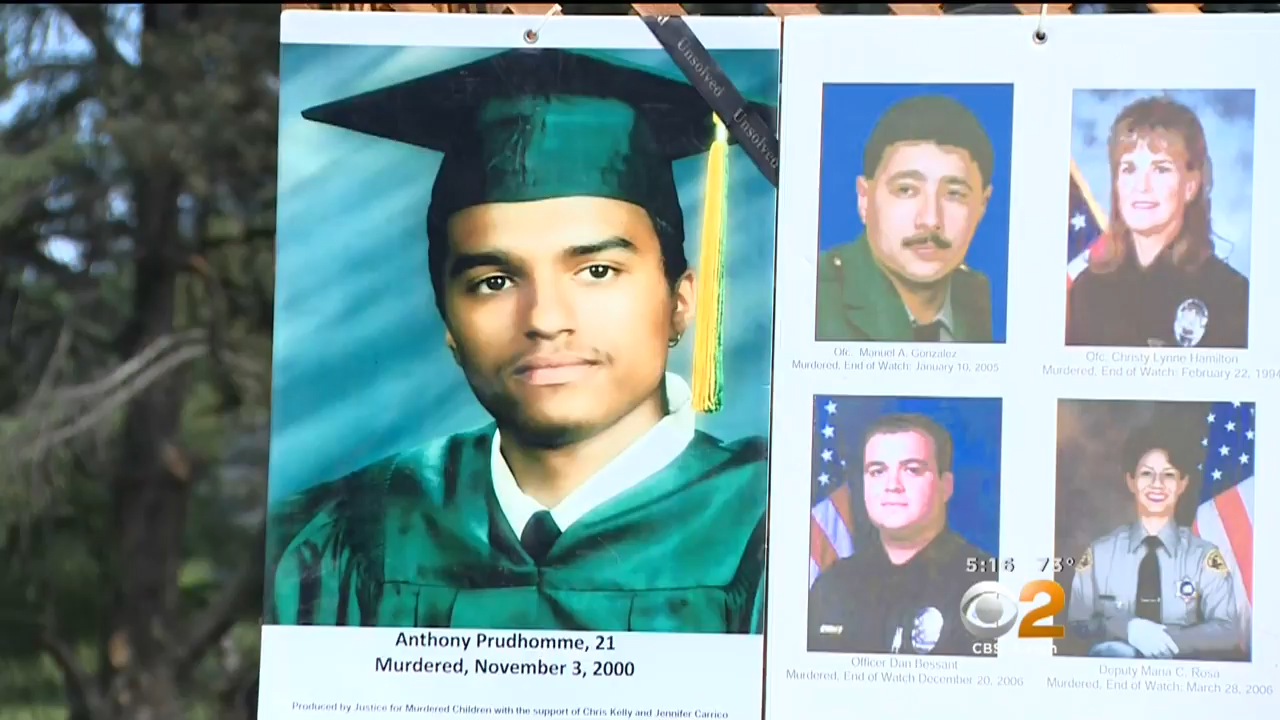 Unsolved
Unsolved
Anthony Prudhomme, 21
Murdered, November 3, 2000
Produced by Justice for Murdered Children with the support of Chris Kelly and Jennifer Carrico
Ofc. Manuel A. Gonzalez
Murdered, End of Watch: January 10, 2005
Ofc. Christy Lynne Hamilton
Murdered, End of Watch: February 22, 1994
Officer Dan Bessant
Murdered, End of Watch December 20, 2006
Deputy Maria C. Rosa
Murdered, End of Watch: March 28, 2006
5:16 73°
2